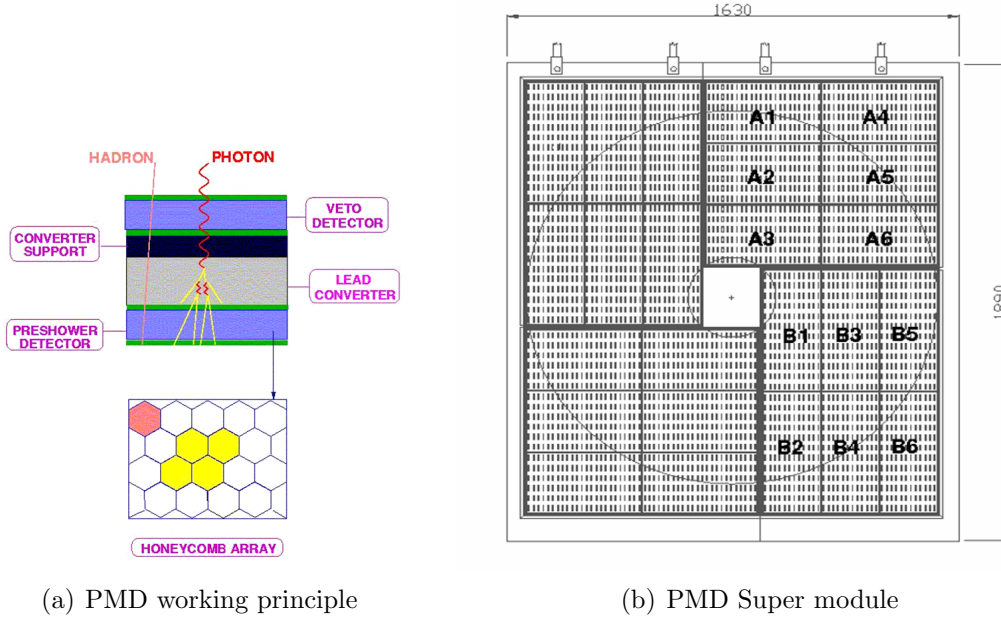 HADRON
PHOTON
VETO
DETECTOR
CONVERTER
SUPPORT
LEAD
CONVERTER
PRESHOWER
DETECTOR
HONEYCOMB ARRAY
(a) PMD working principle
1630
A1 A4
A2 A5
A3 A6
B1 B3 B5
B2 B4 B6
(b) PMD Super module